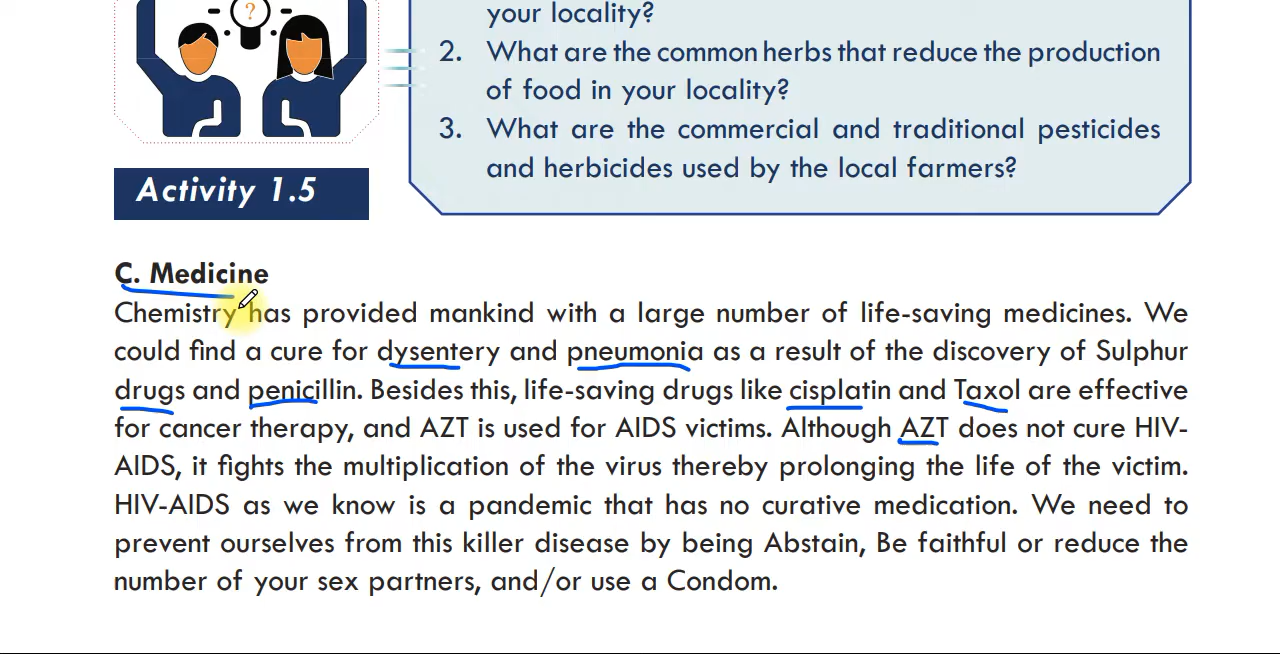 ?
your locality?
2. What are the common herbs that reduce the production
of food in your locality?
3. What are the commercial and traditional pesticides
and herbicides used by the local farmers?
Activity 1.5
C. Medicine
Chemistry has provided mankind with a large number of life-saving medicines. We
could find a cure for dysentery and pneumonia as a result of the discovery of Sulphur
drugs and penicillin. Besides this, life-saving drugs like cisplatin and Taxol are effective
for cancer therapy, and AZT is used for AIDS victims. Although AZT does not cure HIV-
AIDS, it fights the multiplication of the virus thereby prolonging the life of the victim.
HIV-AIDS as we know is a pandemic that has no curative medication. We need to
prevent ourselves from this killer disease by being Abstain, Be faithful or reduce the
number of your sex partners, and/or use a Condom.